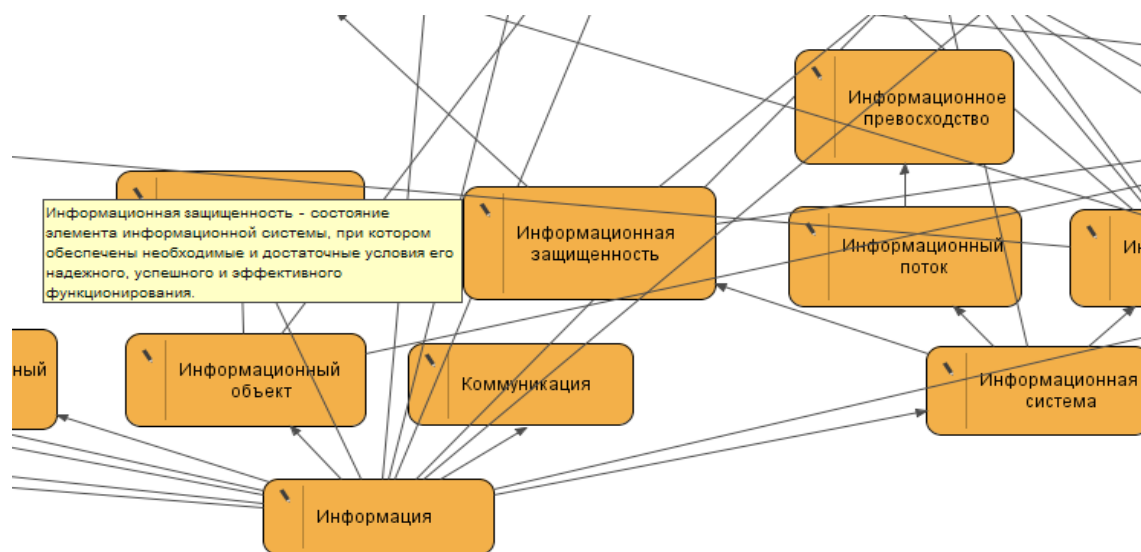 Информационное
превосходство
Информационная защищенность - состояние
элемента информационной системы, при котором
обеспечены необходимые и достаточные условия его
надежного, успешного и эффективного
функционирования.
Информационная
защищенность
Информационный
поток
Информационный
объект
Коммуникация
Информационная
система
Информация